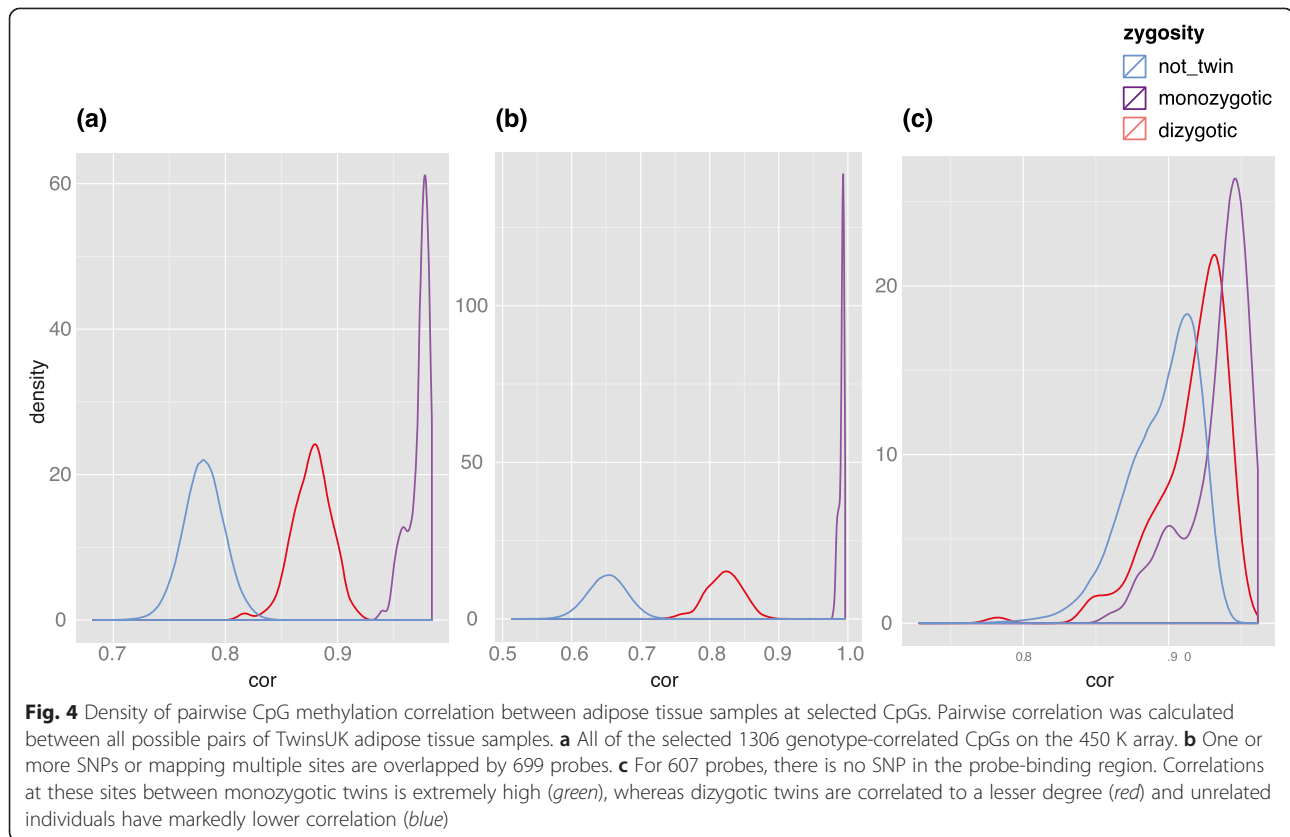 zygosity
not_twin
monozygotic
dizygotic
(a)
(b)
(c)
density
60
40
20
0
0.7
0.8
0.9
cor
100
50
0
0.5
0.6
0.7
0.8
0.9
1.0
cor
20
10
0
0.8
.9 0
cor
Fig. 4 Density of pairwise CpG methylation correlation between adipose tissue samples at selected CpGs. Pairwise correlation was calculated
between all possible pairs of TwinsUK adipose tissue samples. a All of the selected 1306 genotype-correlated CpGs on the 450 K array. b One or
more SNPs or mapping multiple sites are overlapped by 699 probes. c For 607 probes, there is no SNP in the probe-binding region. Correlations
at these sites between monozygotic twins is extremely high (green), whereas dizygotic twins are correlated to a lesser degree (red) and unrelated
individuals have markedly lower correlation (blue)